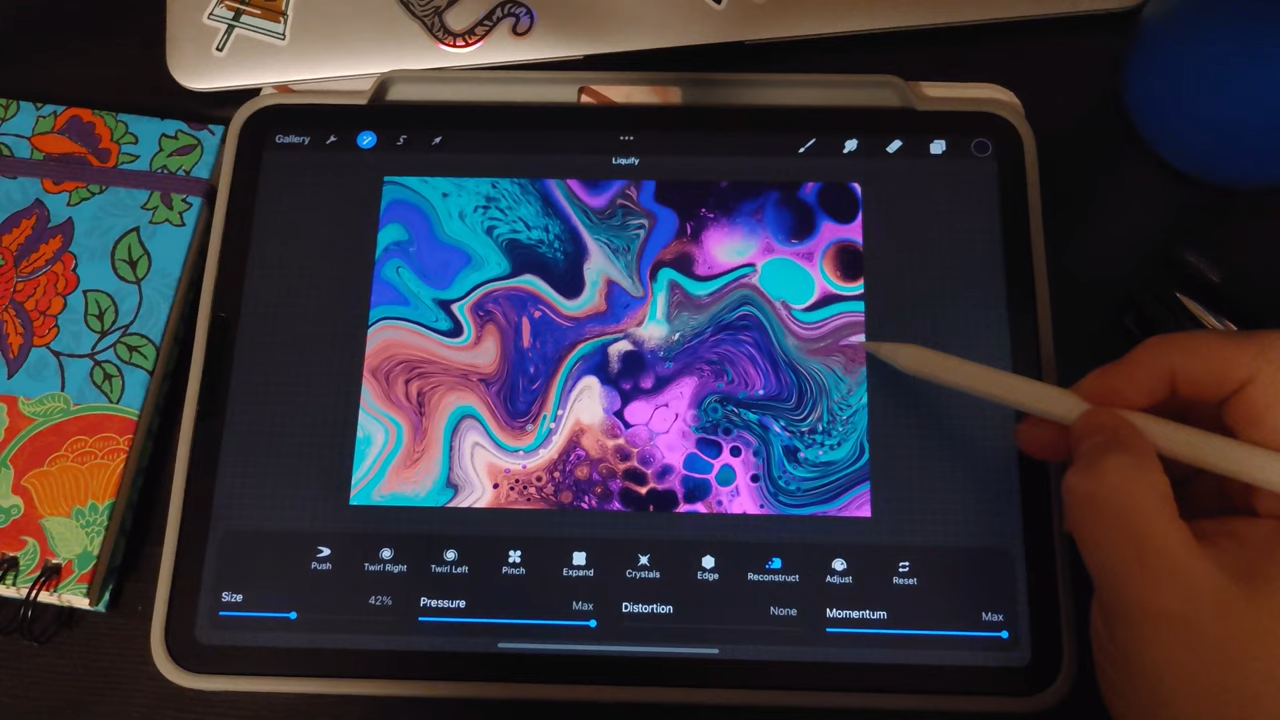 Gallery
Liquify
Push
Twirl Right
Twirl Left
Pinch
Expand
Crystals
Edge
Reconstruct
Adjust
Reset
Size 42%
Pressure Max
Distortion None
Momentum Max